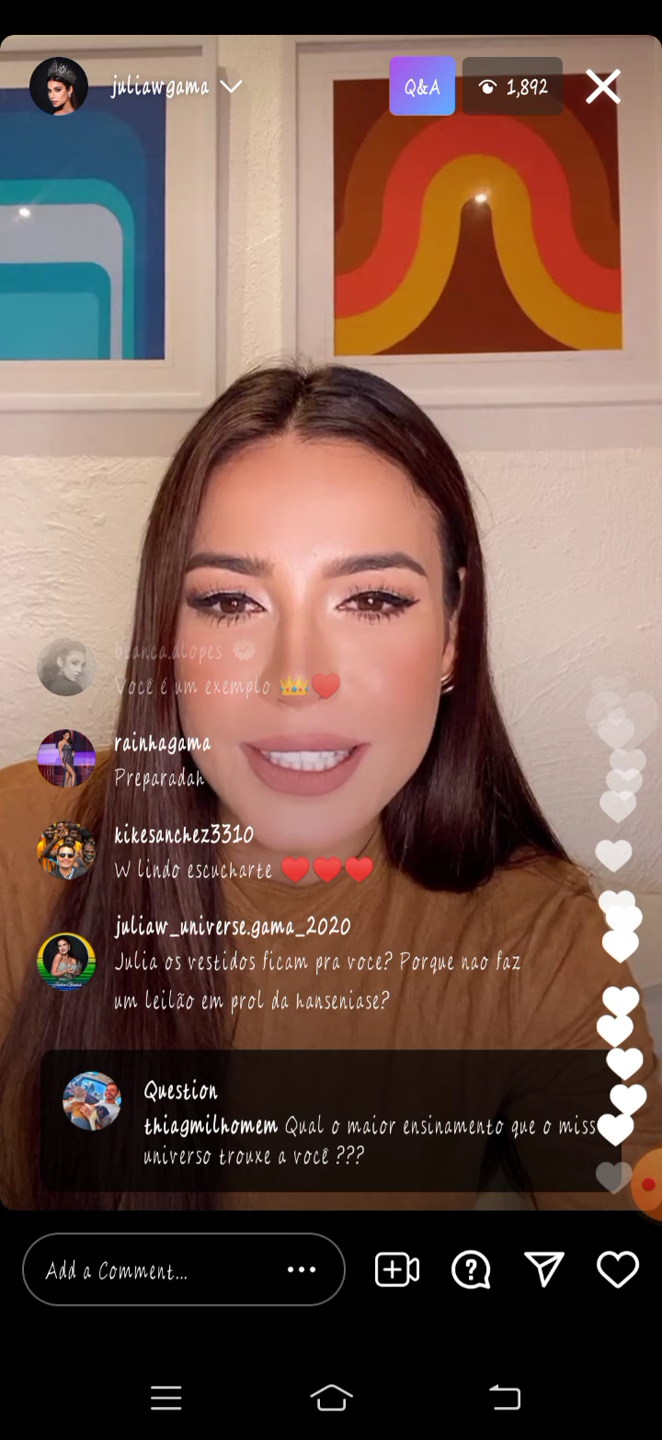 juliawgama
Q&A
1,892
bianca.dlopes
Você é um exemplo 👑❤️
rainhagama
Preparadah
kikesanchez3310
W lindo escucharte ❤️❤️❤️
juliaw_universe.gama_2020
Julia os vestidos ficam pra voce? Porque nao faz
um leilão em prol da hanseniase?
Question
thiagmilhomem Qual o maior ensinamento que o miss
universo trouxe a você ???
Add a Comment...